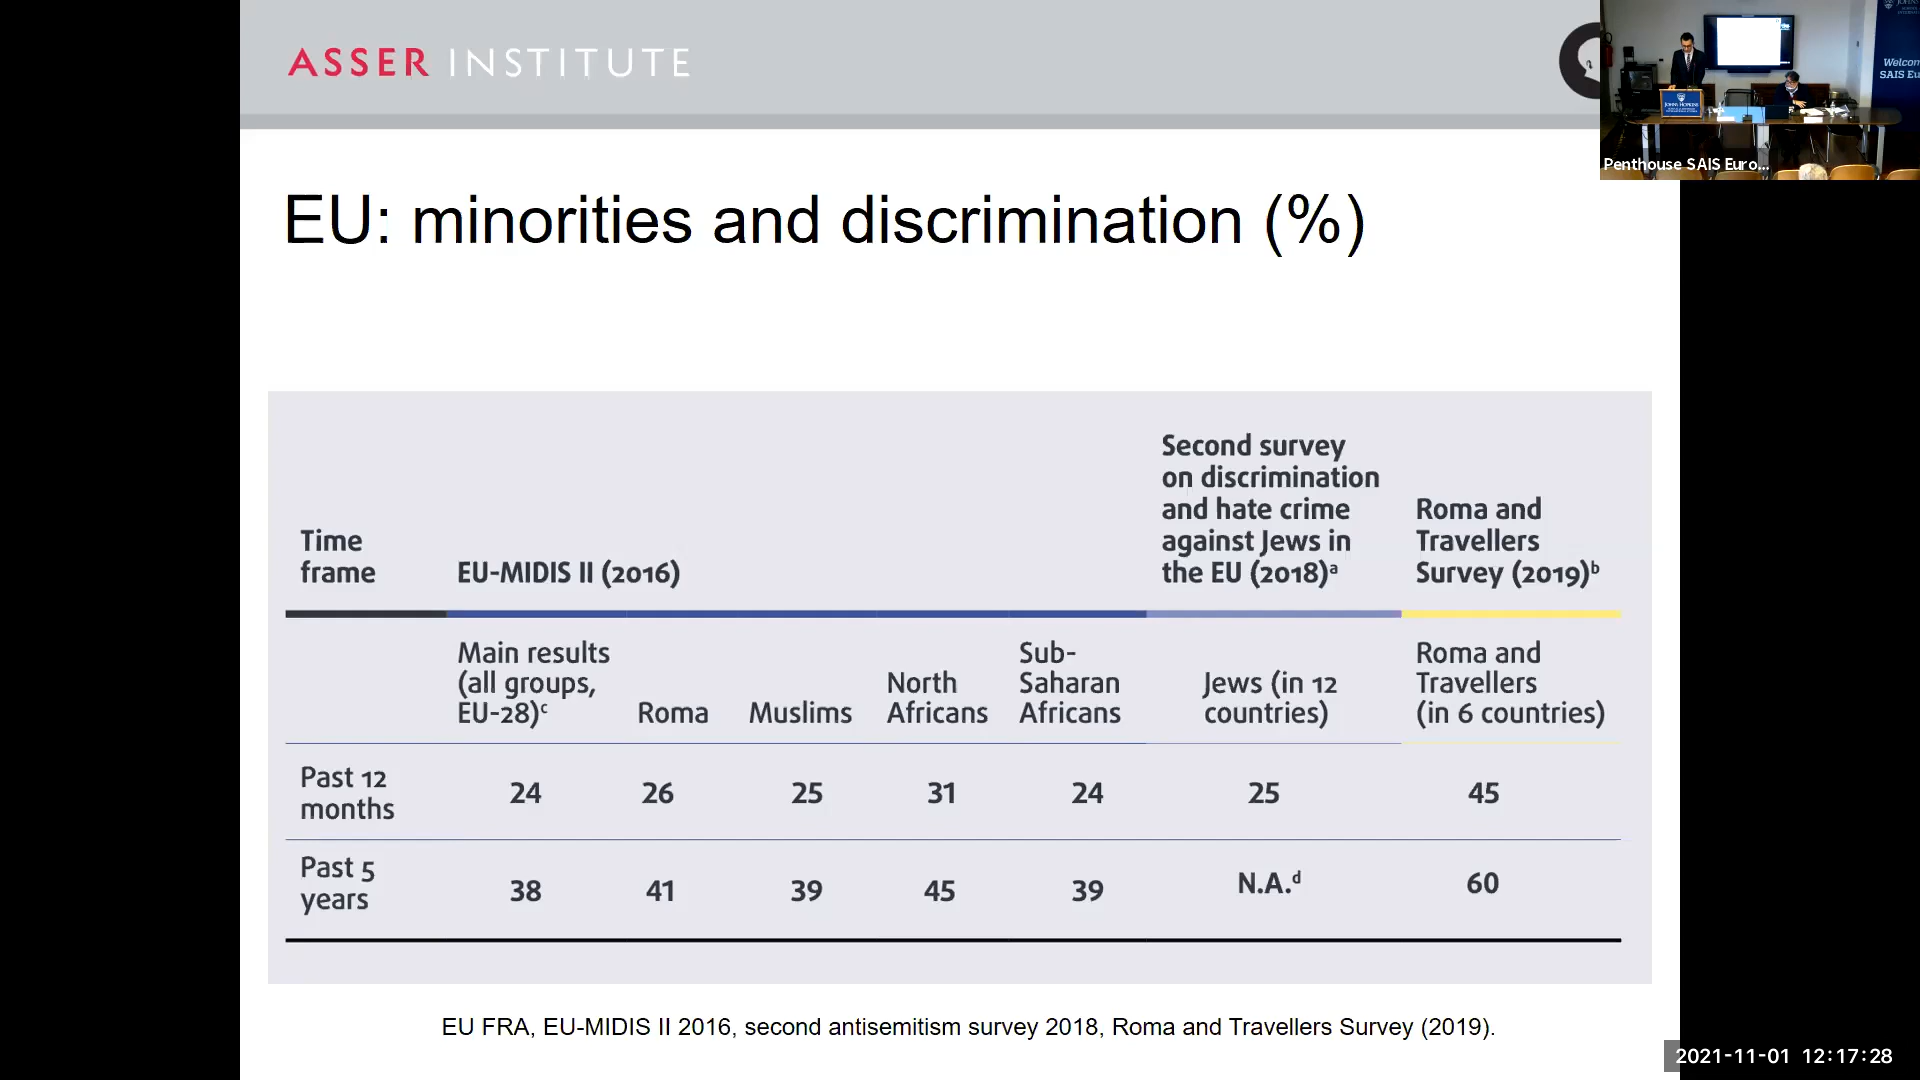 ASSER INSTITUTE
JOHNS HOPKINS
Welcom
SAIS Eu
Penthouse SAIS Euro...
EU: minorities and discrimination (%)
Time
frame
EU-MIDIS II (2016)
Second survey
on discrimination
and hate crime
against Jews in
the EU (2018)ᵃ
Roma and
Travellers
Survey (2019)ᵇ
Main results
(all groups,
EU-28)ᶜ
Roma
Muslims
North
Africans
Sub-
Saharan
Africans
Jews (in 12
countries)
Roma and
Travellers
(in 6 countries)
Past 12
months
24 26 25 31 24 25 45
Past 5
years
38 41 39 45 39 N.A.ᵈ 60
EU FRA, EU-MIDIS II 2016, second antisemitism survey 2018, Roma and Travellers Survey (2019).
2021-11-01 12:17:28